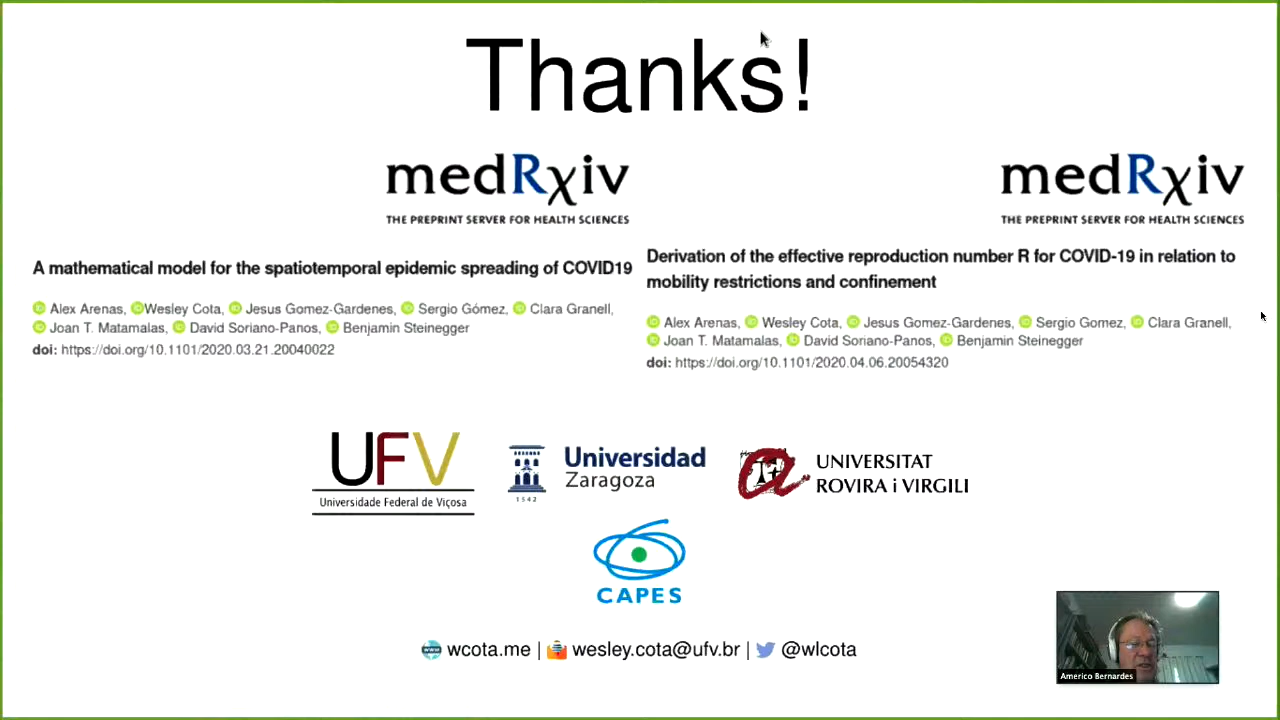 Thanks!
medRχiv
THE PREPRINT SERVER FOR HEALTH SCIENCES
A mathematical model for the spatiotemporal epidemic spreading of COVID19
Alex Arenas, Wesley Cota, Jesus Gomez-Gardenes, Sergio Gómez, Clara Granell,
Joan T. Matamalas, David Soriano-Panos, Benjamin Steinegger
doi: https://doi.org/10.1101/2020.03.21.20040022
medRχiv
THE PREPRINT SERVER FOR HEALTH SCIENCES
Derivation of the effective reproduction number R for COVID-19 in relation to
mobility restrictions and confinement
Alex Arenas, Wesley Cota, Jesus Gomez-Gardenes, Sergio Gomez, Clara Granell,
Joan T. Matamalas, David Soriano-Panos, Benjamin Steinegger
doi: https://doi.org/10.1101/2020.04.06.20054320
UFV
Universidade Federal de Viçosa
Universidad
Zaragoza
1542
UNIVERSITAT
ROVIRA i VIRGILI
CAPES
wcota.me | wesley.cota@ufv.br | @wlcota
Americo Bernardes